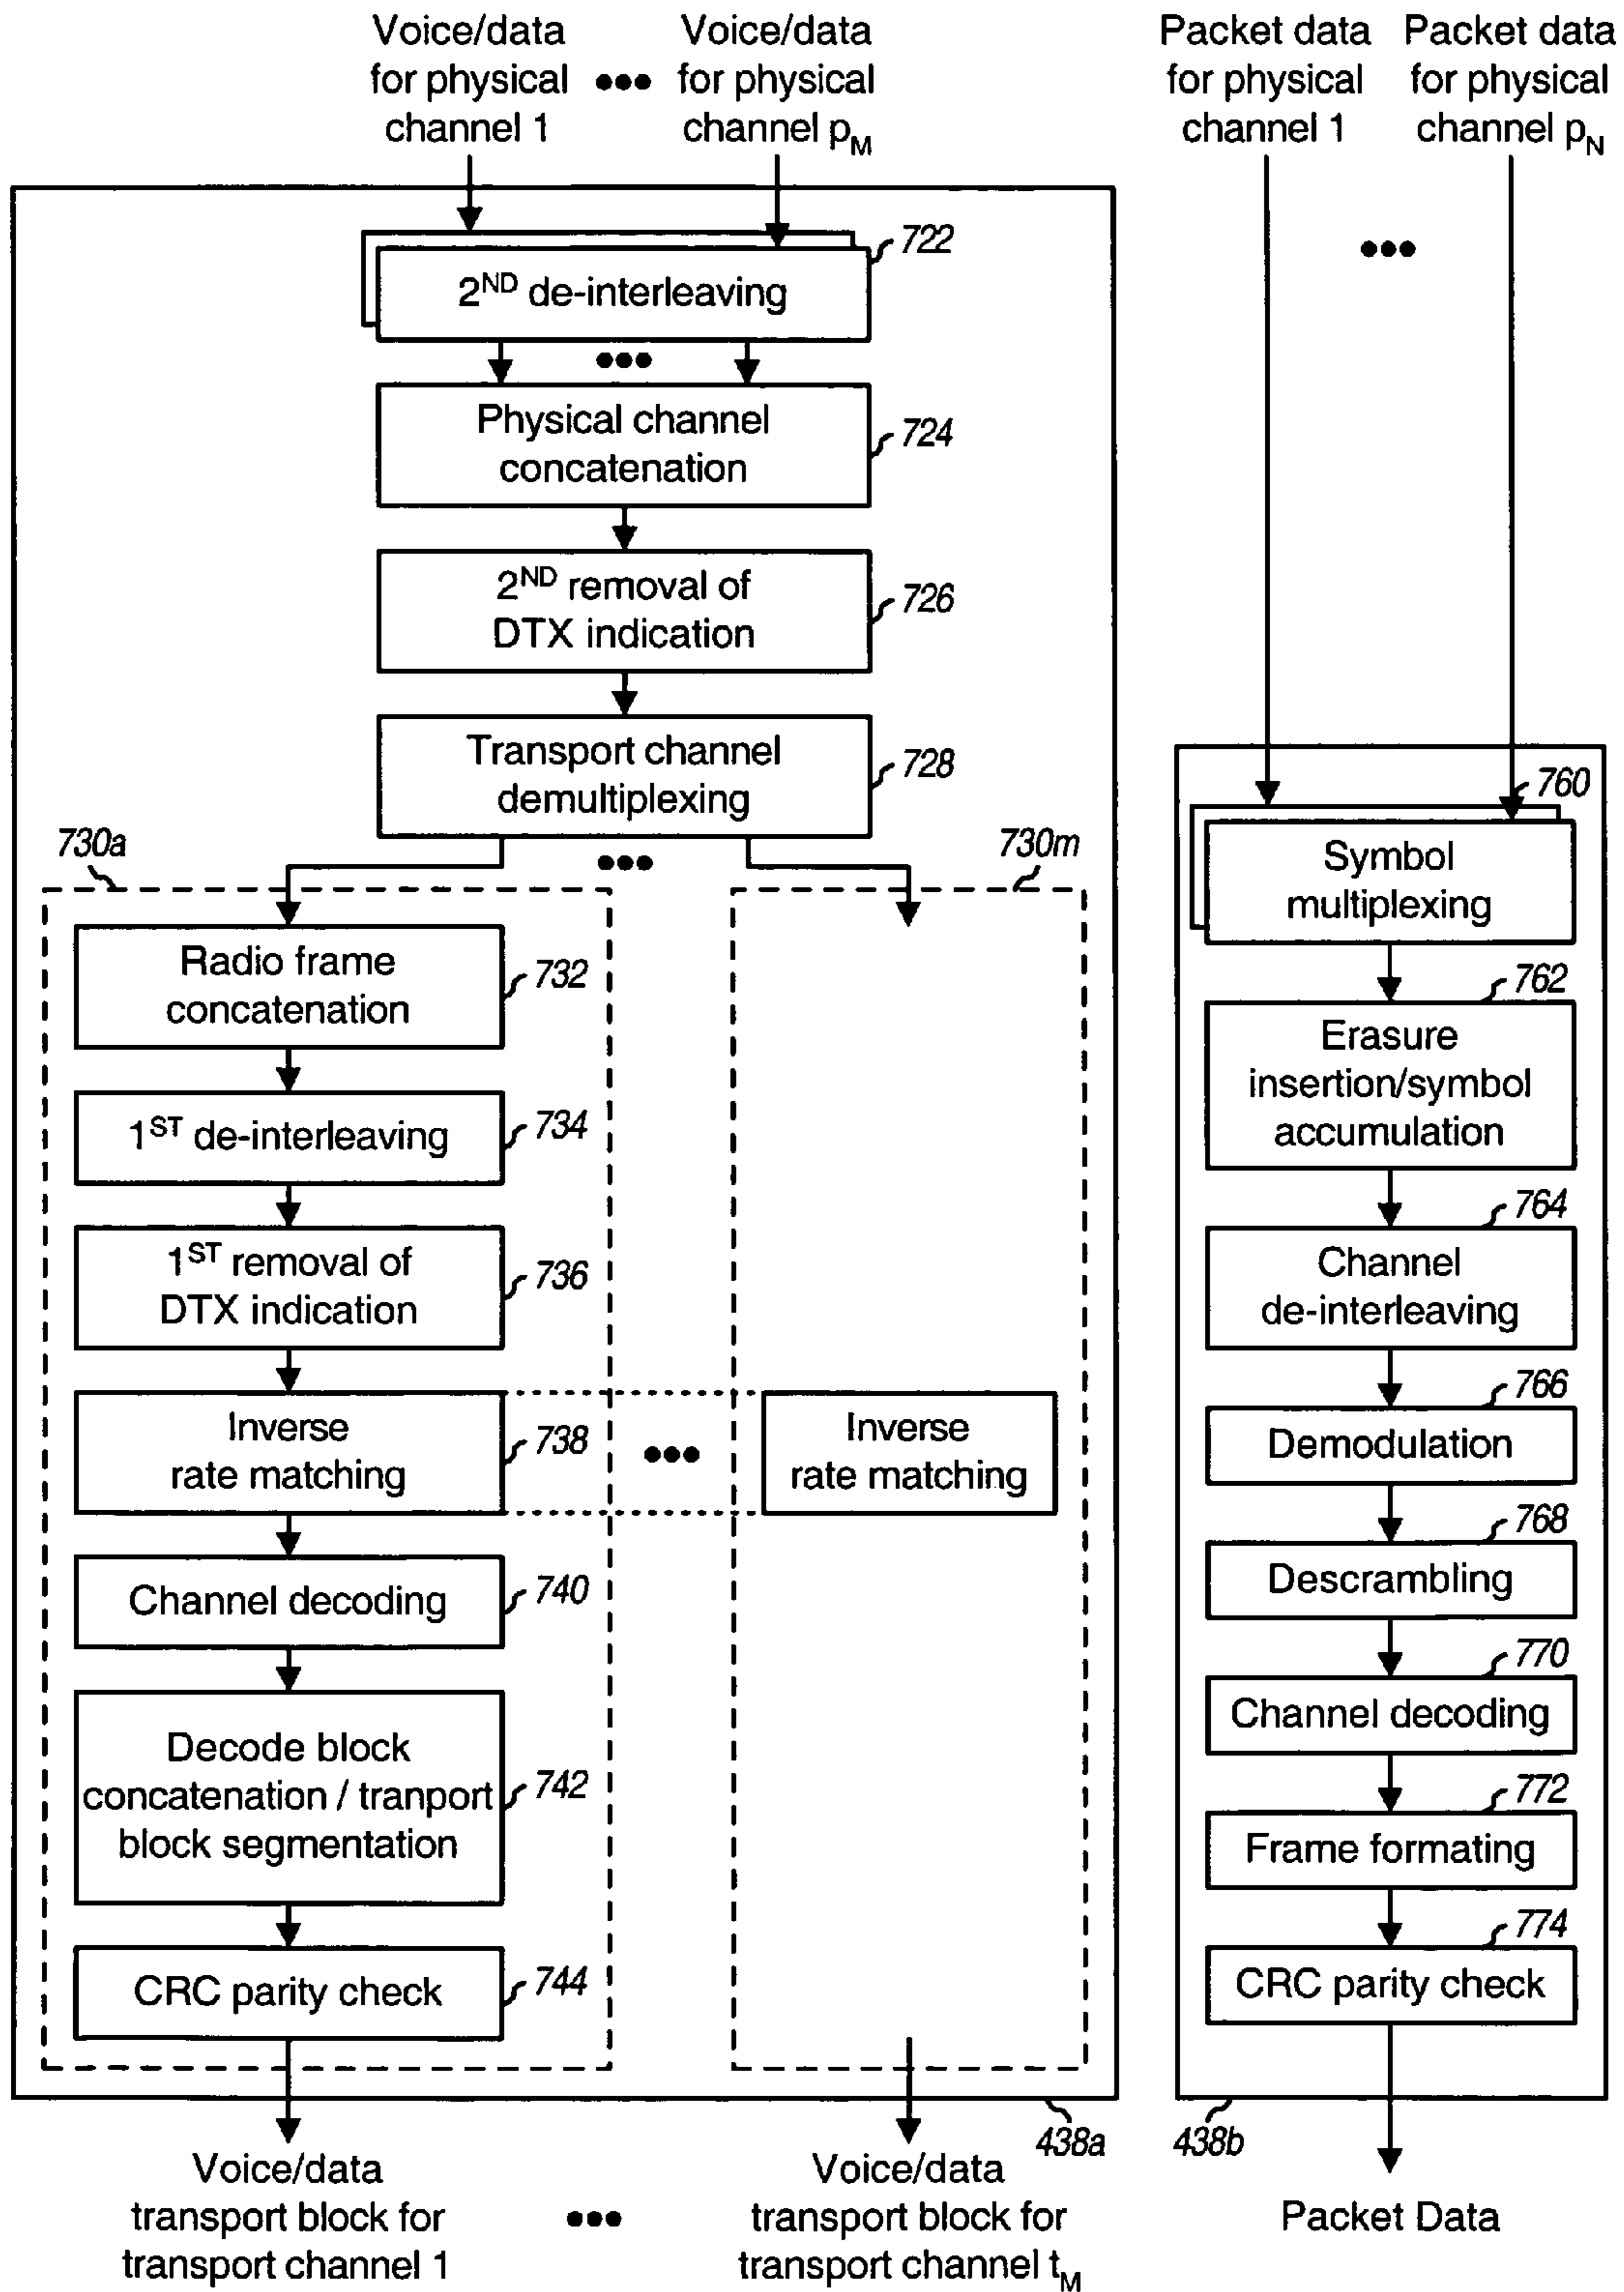 Voice/data
for physical
channel 1
•••
Voice/data
for physical
channel pM
Packet data
for physical
channel 1
Packet data
for physical
channel pN
•••
722
2ND de-interleaving
•••
Physical channel
concatenation
724
2ND removal of
DTX indication
726
Transport channel
demultiplexing
728
730a
•••
730m
Radio frame
concatenation
732
1ST de-interleaving
734
1ST removal of
DTX indication
736
Inverse
rate matching
738
•••
Inverse
rate matching
Channel decoding
740
Decode block
concatenation / tranport
block segmentation
742
CRC parity check
744
438a
Voice/data
transport block for
transport channel 1
•••
Voice/data
transport block for
transport channel tM
760
Symbol
multiplexing
762
Erasure
insertion/symbol
accumulation
764
Channel
de-interleaving
766
Demodulation
768
Descrambling
770
Channel decoding
772
Frame formating
774
CRC parity check
438b
Packet Data